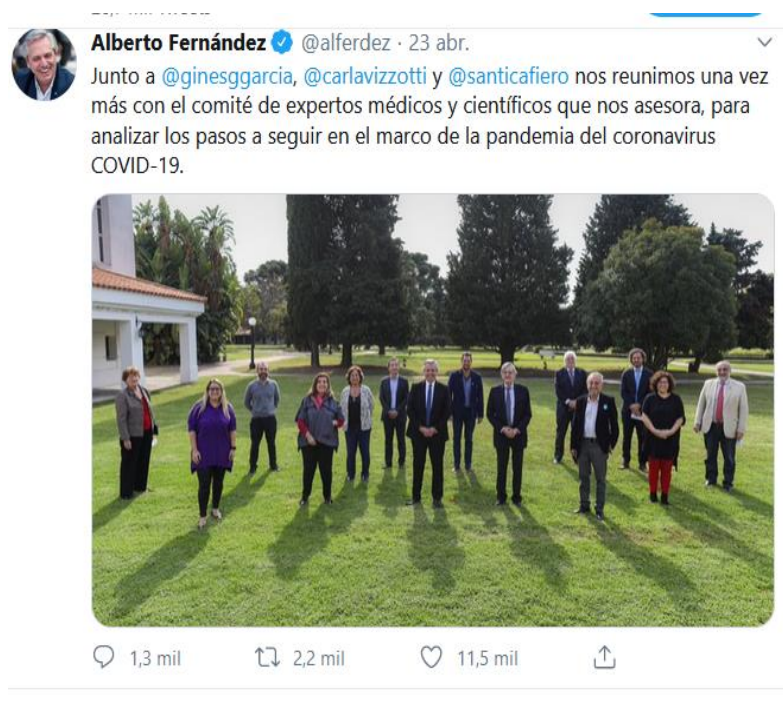 Alberto Fernández @alferdez · 23 abr.
Junto a @ginesggarcia, @carlavizzotti y @santicafiero nos reunimos una vez
más con el comité de expertos médicos y científicos que nos asesora, para
analizar los pasos a seguir en el marco de la pandemia del coronavirus
COVID-19.
1,3 mil 2,2 mil 11,5 mil